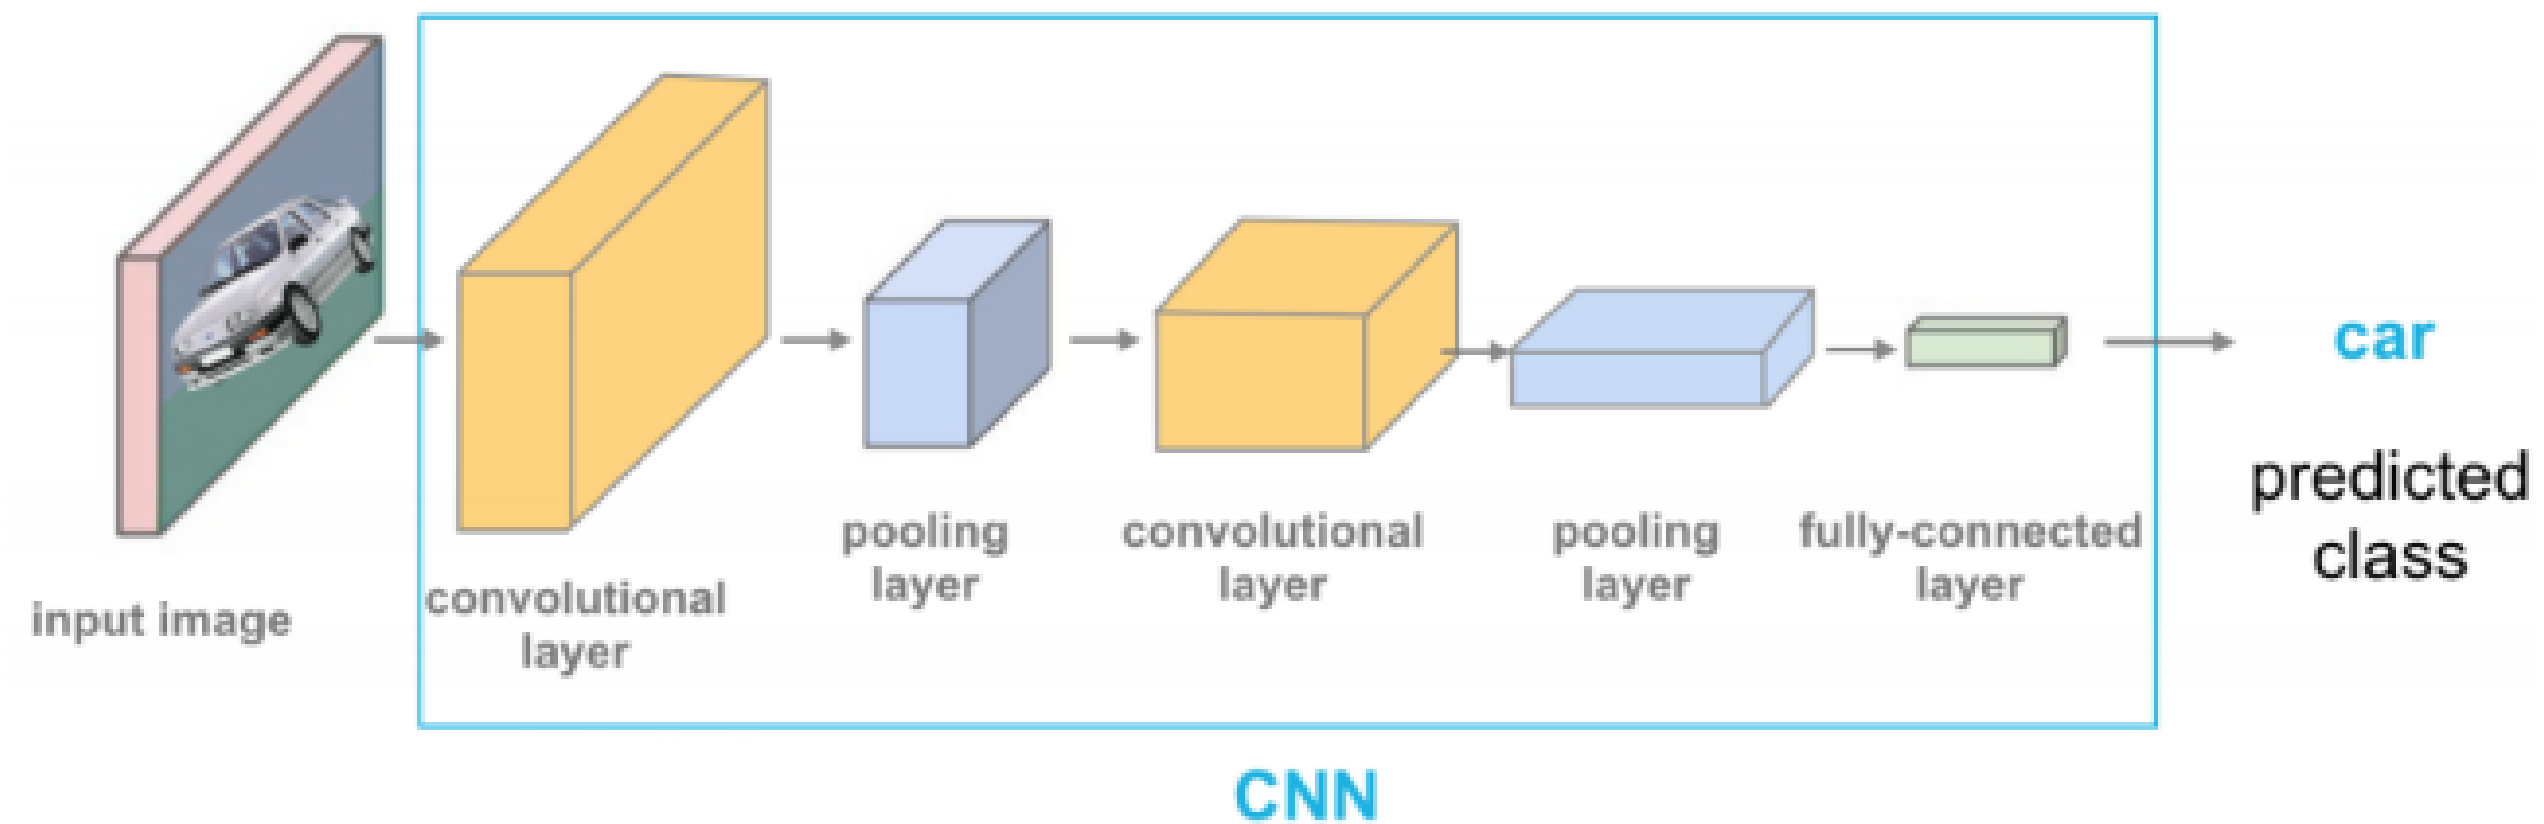 input image
convolutional
layer
pooling
layer
convolutional
layer
pooling
layer
fully-connected
layer
car
predicted
class
CNN